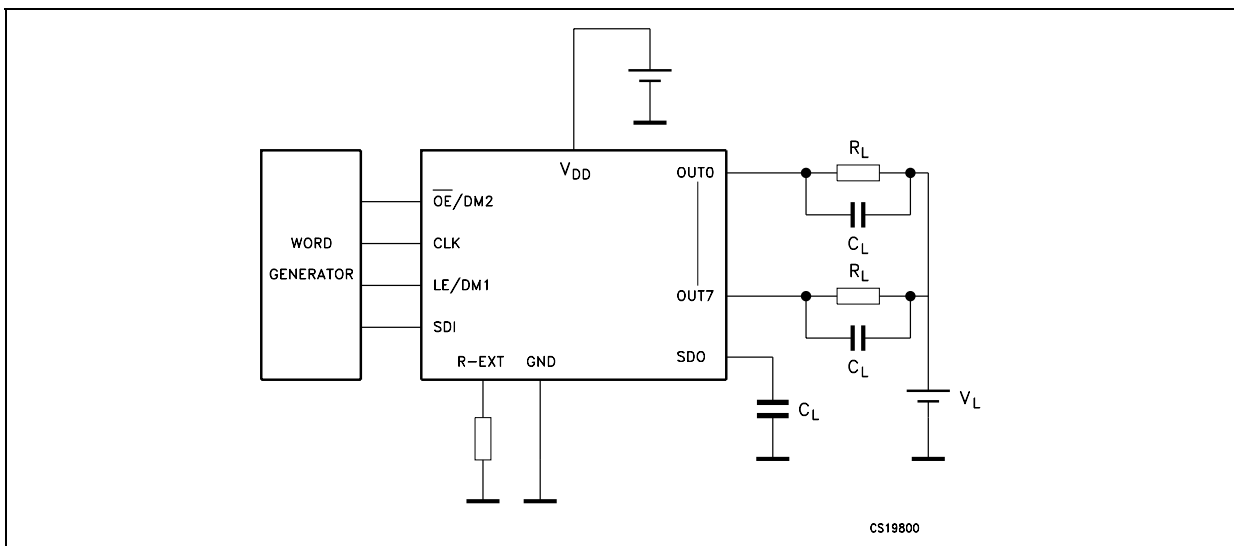 V_DD
OUT0
R_L
C_L
O̅E̅/DM2
WORD
GENERATOR
CLK
LE/DM1
SDI
OUT7
R_L
C_L
R-EXT
GND
SDO
C_L
V_L
CS19800